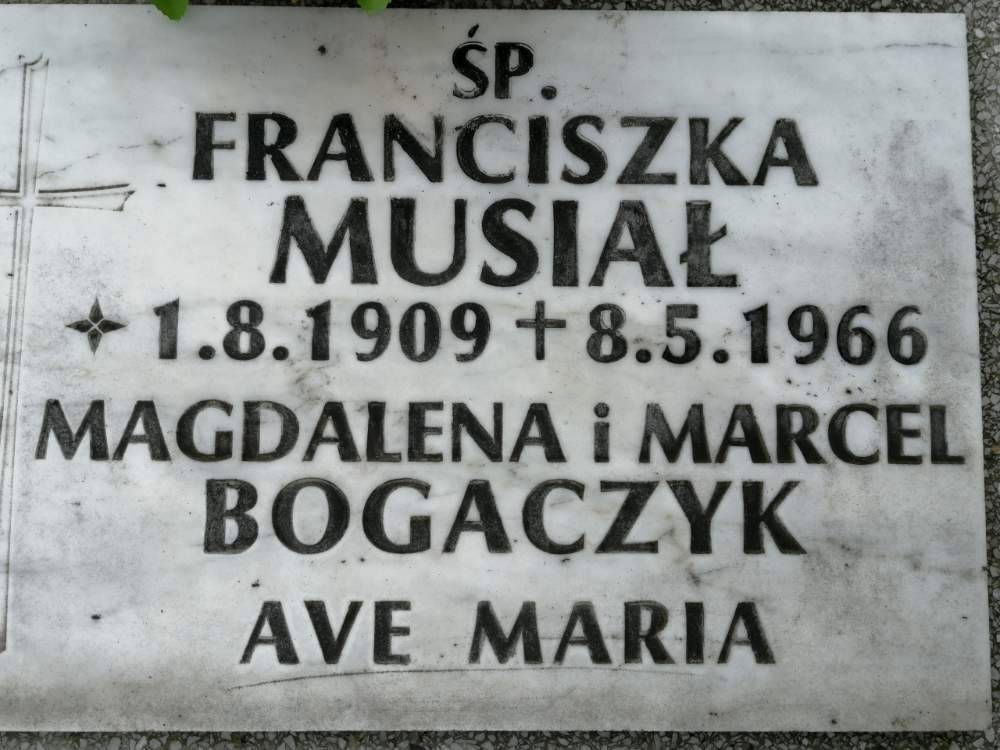 ŚP.
FRANCISZKA
MUSIAŁ
1.8.1909 † 8.5.1966
MAGDALENA i MARCEL
BOGACZYK
AVE MARIA